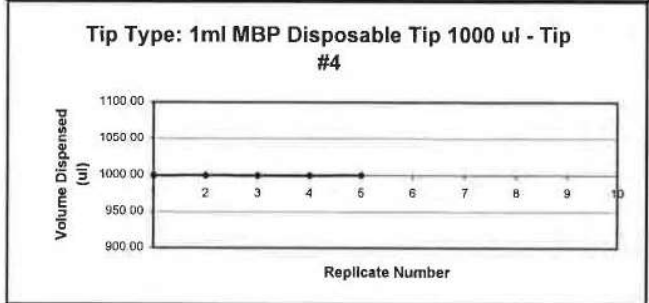 Tip Type: 1ml MBP Disposable Tip 1000 ul - Tip
#4
Volume Dispensed
(ul)
1100.00
1050.00
1000.00
950.00
900.00
2 3 4 5 6 7 8 9 10
Replicate Number